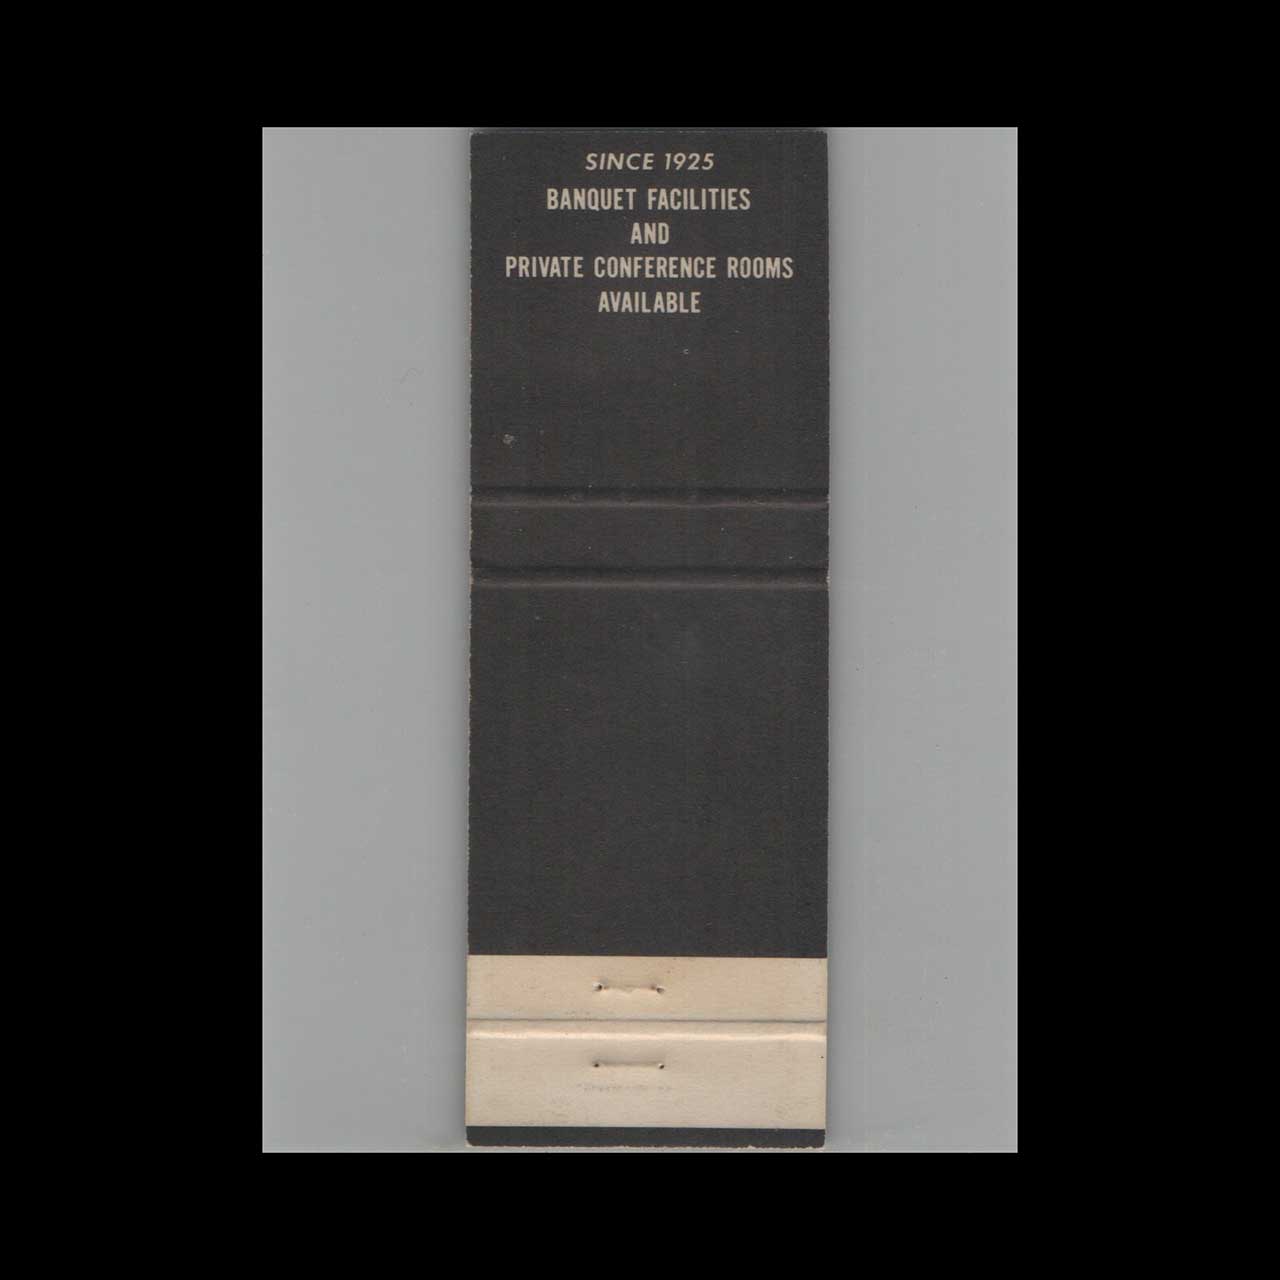 SINCE 1925
BANQUET FACILITIES
AND
PRIVATE CONFERENCE ROOMS
AVAILABLE